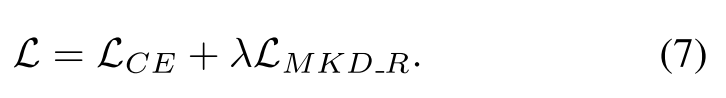 ℒ = ℒ_{CE} + λℒ_{MKD_R}. (7)